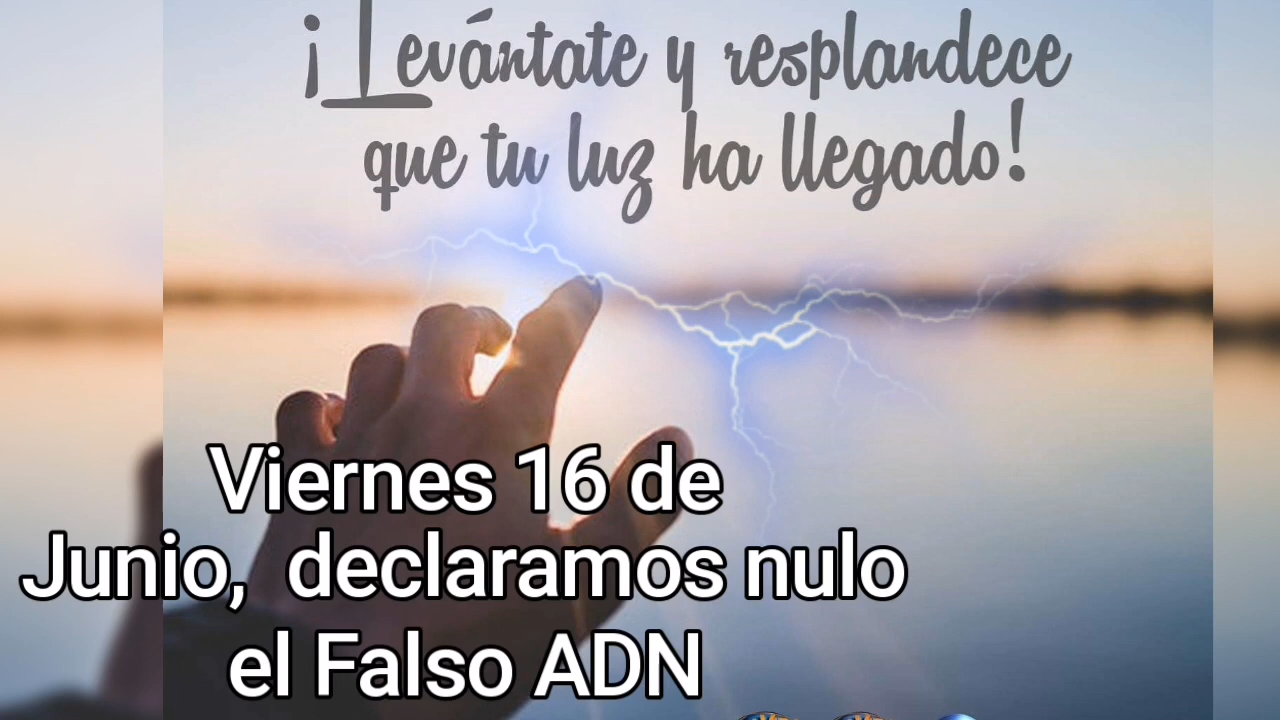 ¡Levántate y resplandece
que tu luz ha llegado!
Viernes 16 de
Junio, declaramos nulo
el Falso ADN